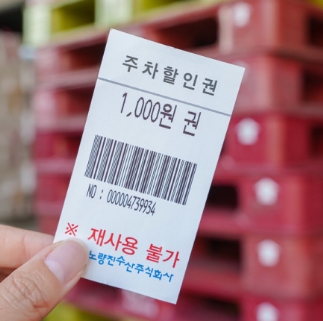 주차할인권
1,000원 권
NO : 000004739934
※ 재사용 불가
노량진수산주식회사